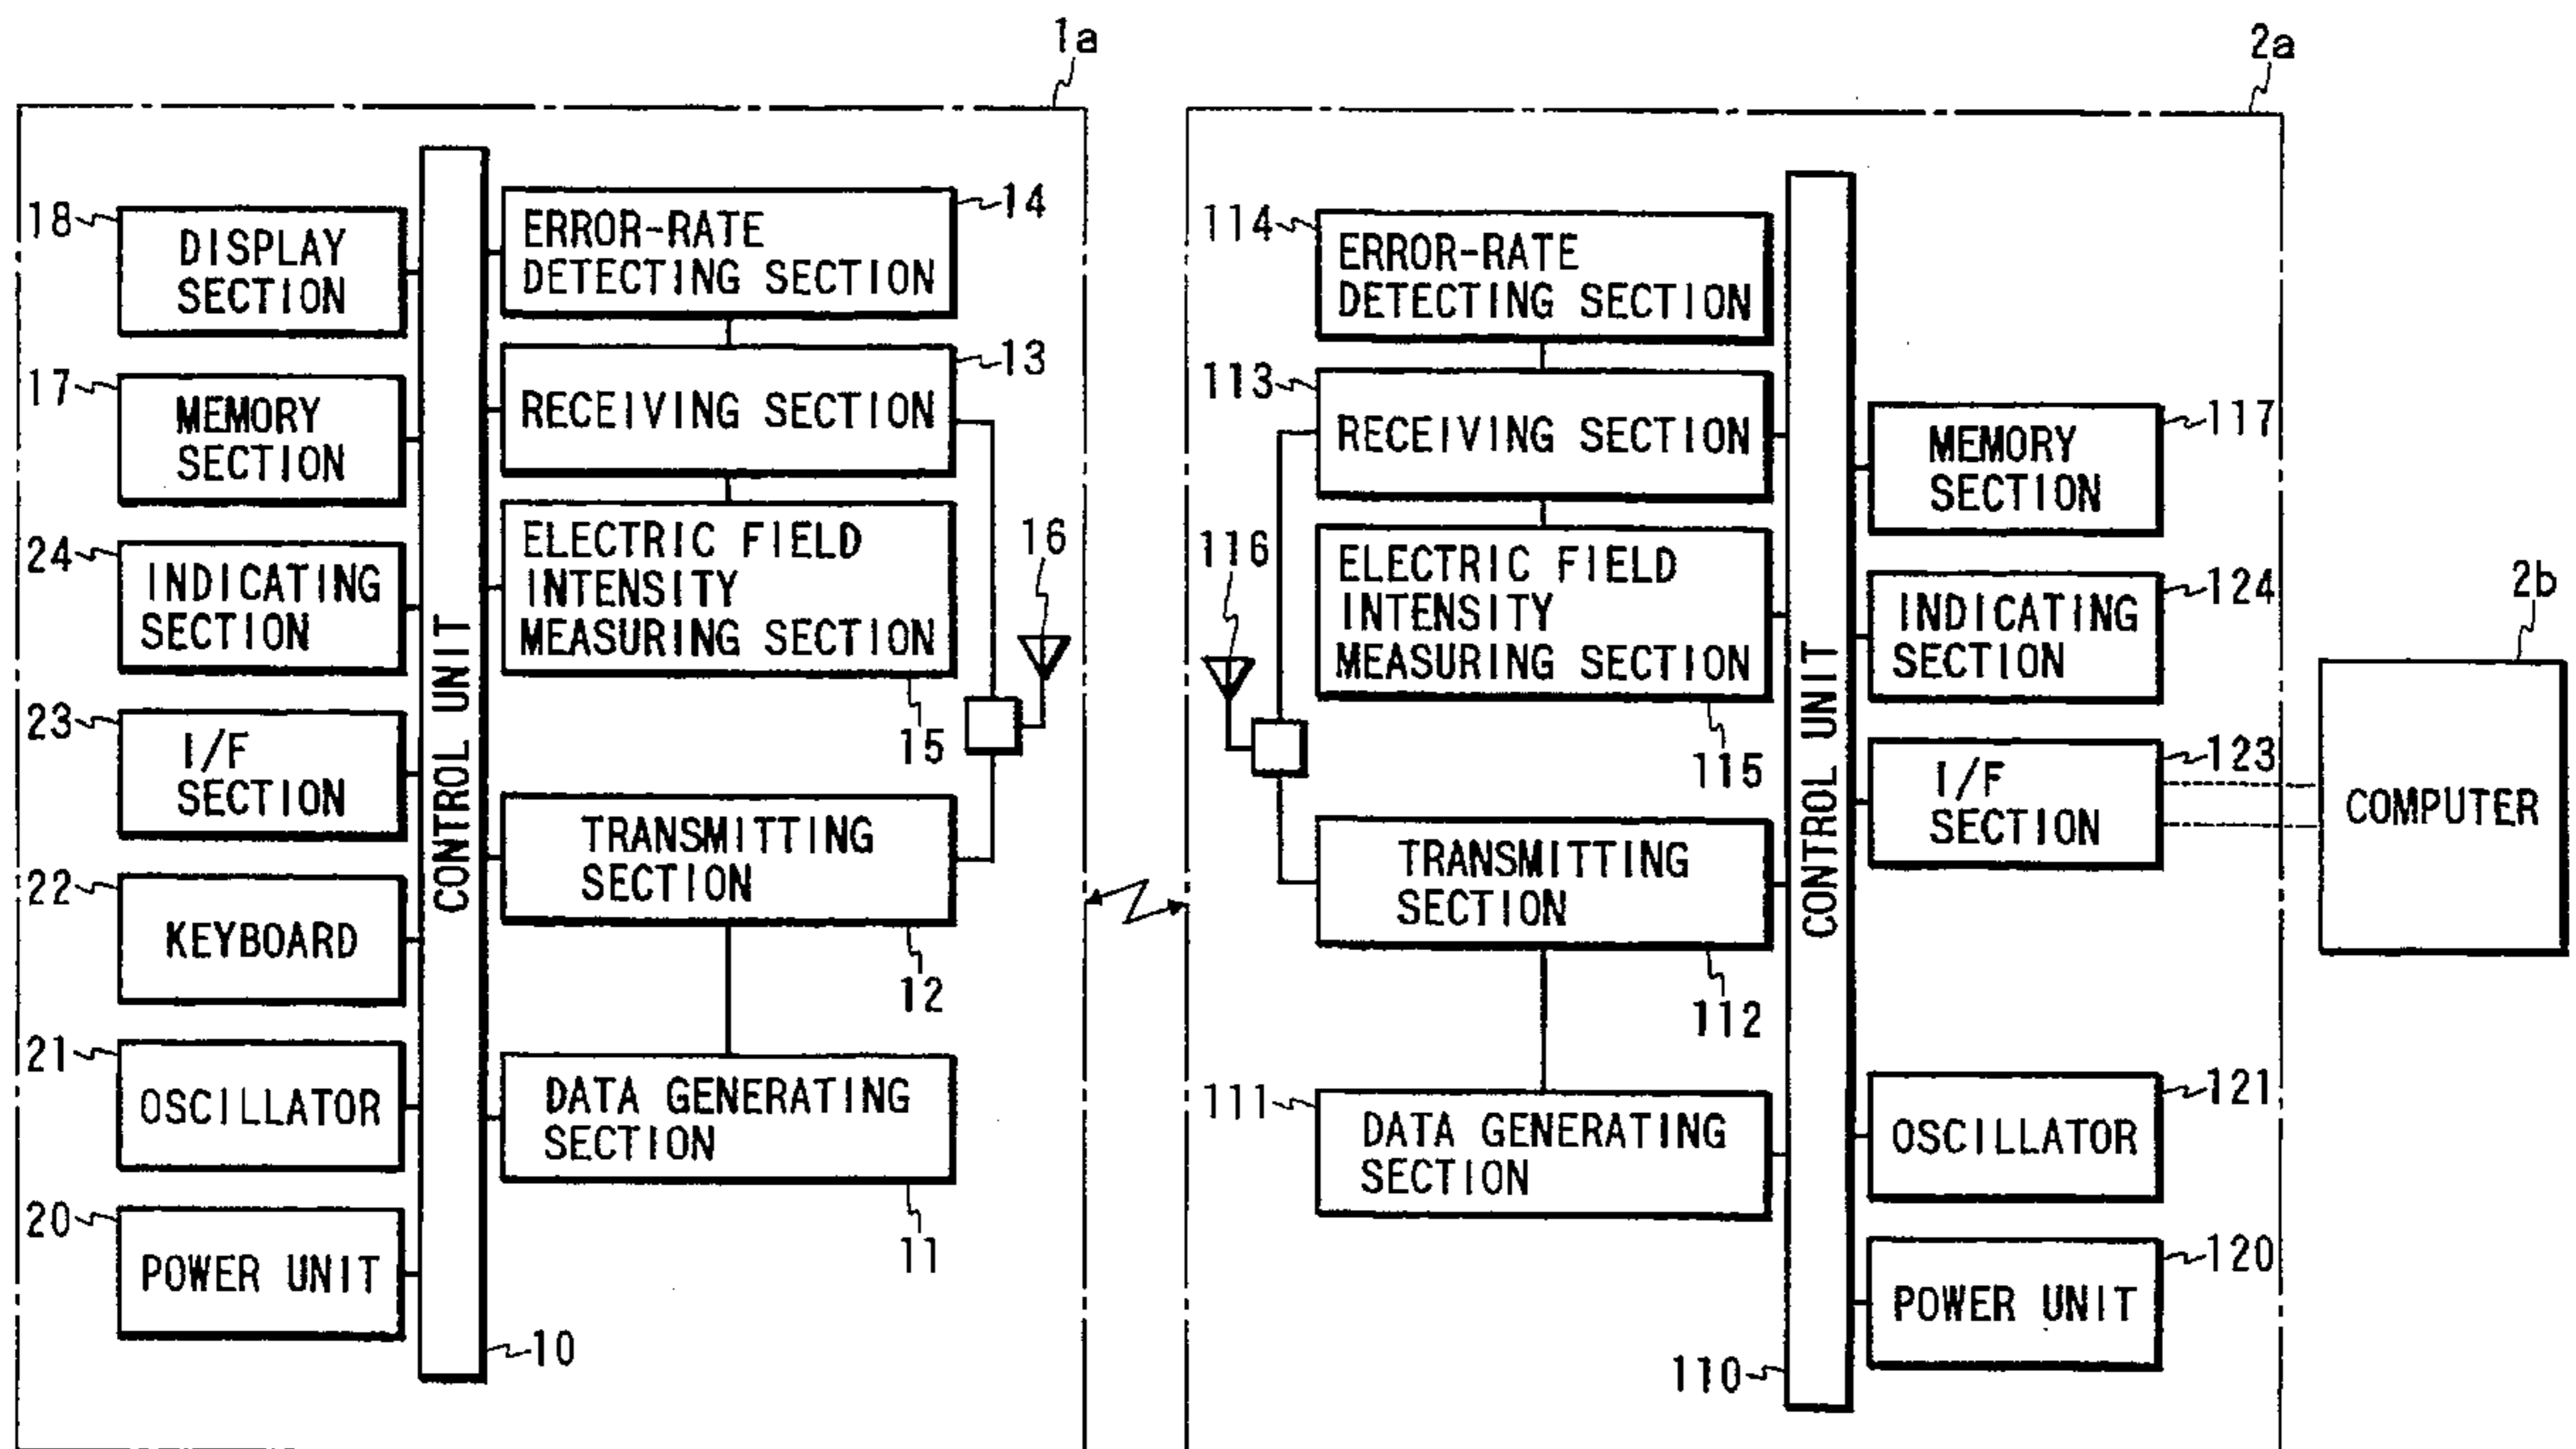 1a
2a
18
DISPLAY
SECTION
17
MEMORY
SECTION
24
INDICATING
SECTION
23
I/F
SECTION
22
KEYBOARD
21
OSCILLATOR
20
POWER UNIT
CONTROL UNIT
10
14
ERROR-RATE
DETECTING SECTION
13
RECEIVING SECTION
ELECTRIC FIELD
INTENSITY
MEASURING SECTION
15
16
TRANSMITTING
SECTION
12
DATA GENERATING
SECTION
11
114
ERROR-RATE
DETECTING SECTION
113
RECEIVING SECTION
116
ELECTRIC FIELD
INTENSITY
MEASURING SECTION
115
TRANSMITTING
SECTION
112
111
DATA GENERATING
SECTION
CONTROL UNIT
110
117
MEMORY
SECTION
124
INDICATING
SECTION
123
I/F
SECTION
121
OSCILLATOR
120
POWER UNIT
2b
COMPUTER